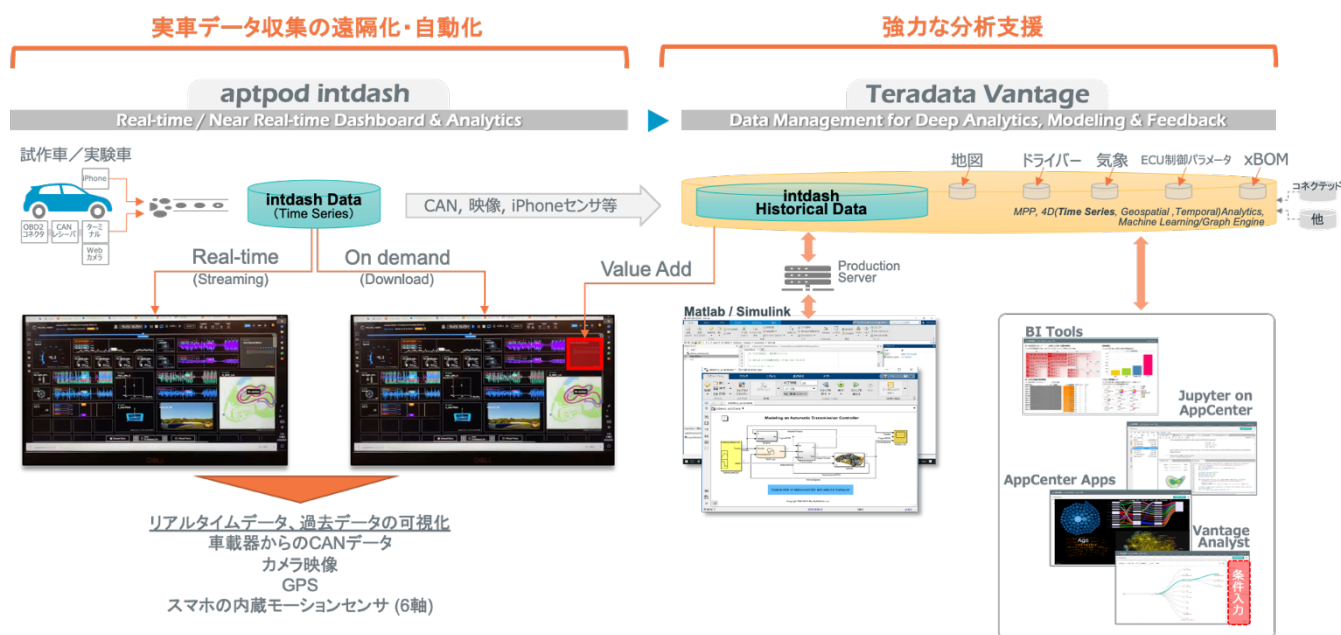 実車データ収集の遠隔化・自動化
強力な分析支援
aptpod intdash
Real-time / Near Real-time Dashboard & Analytics
Teradata Vantage
Data Management for Deep Analytics, Modeling & Feedback
試作車／実験車
iPhone
OBD2
コネクタ
CAN
レシーバ
ターミ
ナル
Web
カメラ
intdash Data
(Time Series)
CAN, 映像, iPhoneセンサ等
地図
ドライバー
気象
ECU制御パラメータ
xBOM
intdash
Historical Data
MPP, 4D(Time Series, Geospatial ,Temporal)Analytics,
Machine Learning/Graph Engine
コネクテッド
他
Real-time
(Streaming)
On demand
(Download)
Value Add
Production
Server
Matlab / Simulink
Modeling an Automatic Transmission Controller
BI Tools
Jupyter on
AppCenter
AppCenter Apps
Vantage
Analyst
条件入力
リアルタイムデータ、過去データの可視化
車載器からのCANデータ
カメラ映像
GPS
スマホの内蔵モーションセンサ (6軸)